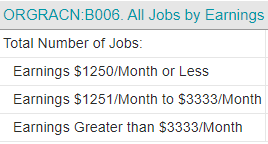 ORGRACN:B006. All Jobs by Earnings
Total Number of Jobs:
Earnings $1250/Month or Less
Earnings $1251/Month to $3333/Month
Earnings Greater than $3333/Month